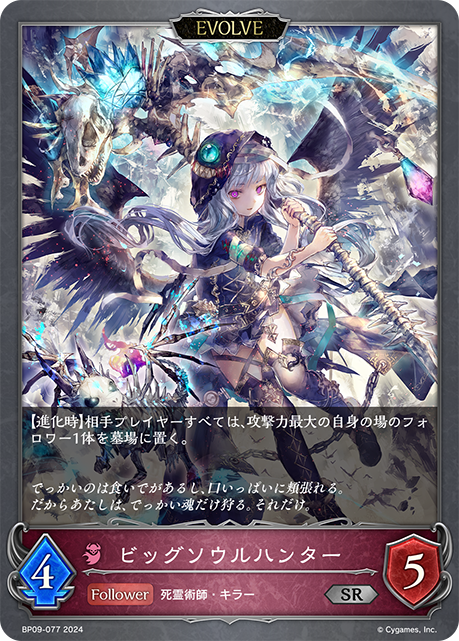 EVOLVE
【進化時】相手プレイヤーすべては、攻撃力最大の自身の場のフォ
ロワー1体を墓場に置く。
でっかいのは食いでがあるし、口いっぱいに頬張れる。
だからあたしは、でっかい魂だけ狩る。それだけ。
4
ビッグソウルハンター
5
Follower
死霊術師・キラー
SR
BP09-077 2024
© Cygames, Inc.